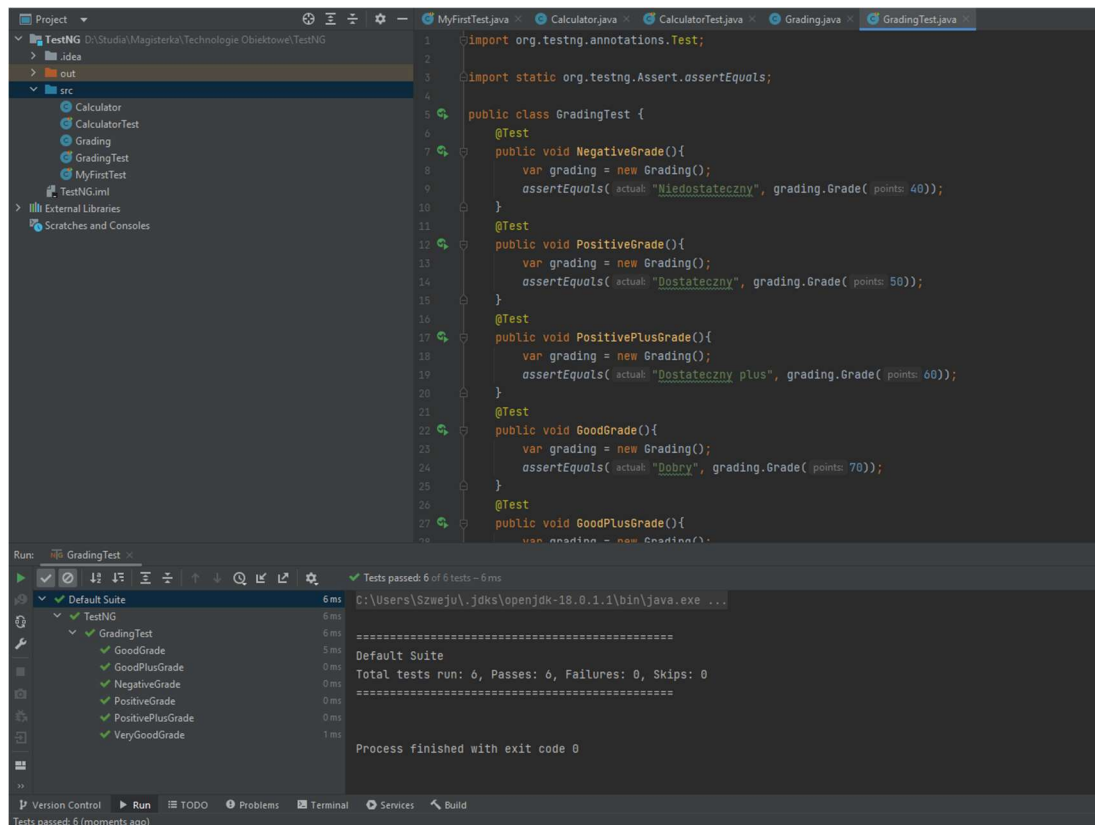 Project
TestNG D:\Studia\Magisterka\Technologie Obiektowe\TestNG
.idea
out
src
Calculator
CalculatorTest
Grading
GradingTest
MyFirstTest
TestNG.iml
External Libraries
Scratches and Consoles
MyFirstTest.java
Calculator.java
CalculatorTest.java
Grading.java
GradingTest.java
1 import org.testng.annotations.Test;
2
3 import static org.testng.Assert.assertEquals;
4
5 public class GradingTest {
6 @Test
7 public void NegativeGrade(){
8 var grading = new Grading();
9 assertEquals( actual: "Niedostateczny", grading.Grade( points: 40));
10 }
11 @Test
12 public void PositiveGrade(){
13 var grading = new Grading();
14 assertEquals( actual: "Dostateczny", grading.Grade( points: 50));
15 }
16 @Test
17 public void PositivePlusGrade(){
18 var grading = new Grading();
19 assertEquals( actual: "Dostateczny plus", grading.Grade( points: 60));
20 }
21 @Test
22 public void GoodGrade(){
23 var grading = new Grading();
24 assertEquals( actual: "Dobry", grading.Grade( points: 70));
25 }
26 @Test
27 public void GoodPlusGrade(){
28 var grading = new Grading();
Run: GradingTest
Tests passed: 6 of 6 tests – 6 ms
Default Suite 6 ms
TestNG 6 ms
GradingTest 6 ms
GoodGrade 5 ms
GoodPlusGrade 0 ms
NegativeGrade 0 ms
PositiveGrade 0 ms
PositivePlusGrade 0 ms
VeryGoodGrade 1 ms
C:\Users\Szweju\.jdks\openjdk-18.0.1.1\bin\java.exe ...
===============================================
Default Suite
Total tests run: 6, Passes: 6, Failures: 0, Skips: 0
===============================================
Process finished with exit code 0
Version Control Run TODO Problems Terminal Services Build
Tests passed: 6 (moments ago)